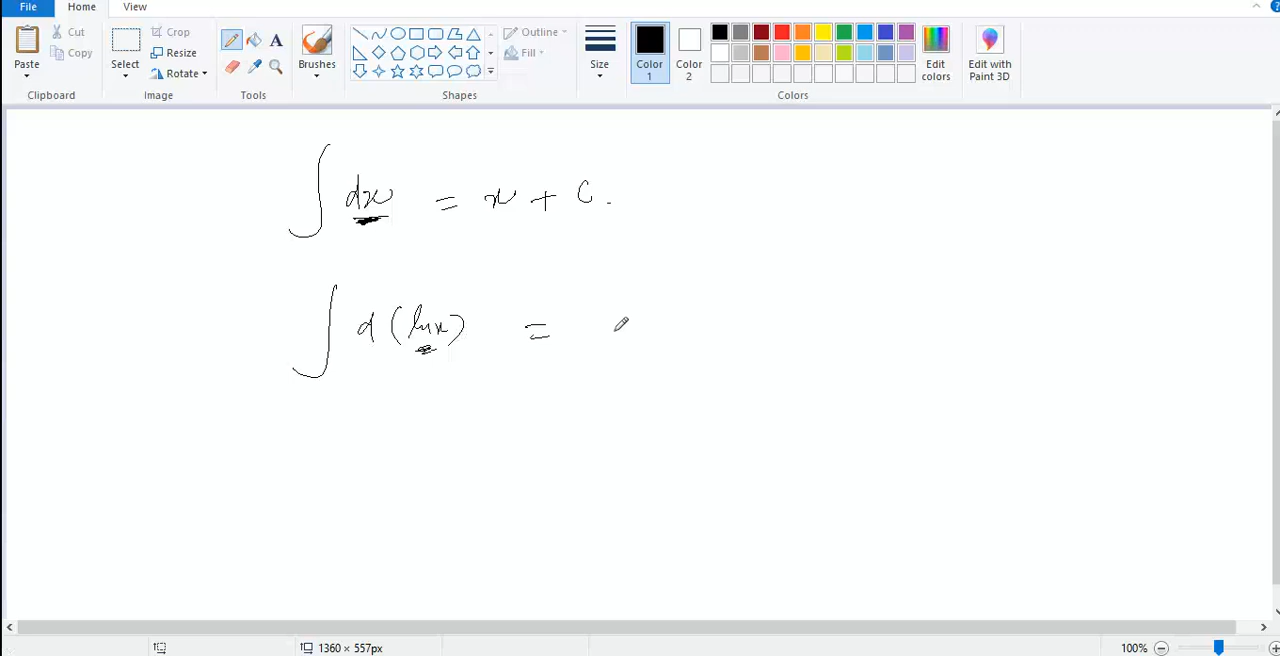 File Home View
Cut Crop Outline
Copy Resize Fill
Paste Select Rotate A Brushes Size Color 1 Color 2 Edit colors Edit with Paint 3D
Clipboard Image Tools Shapes Colors
∫ dx = x + C.
∫ d (ln x) =
1360 × 557px 100%